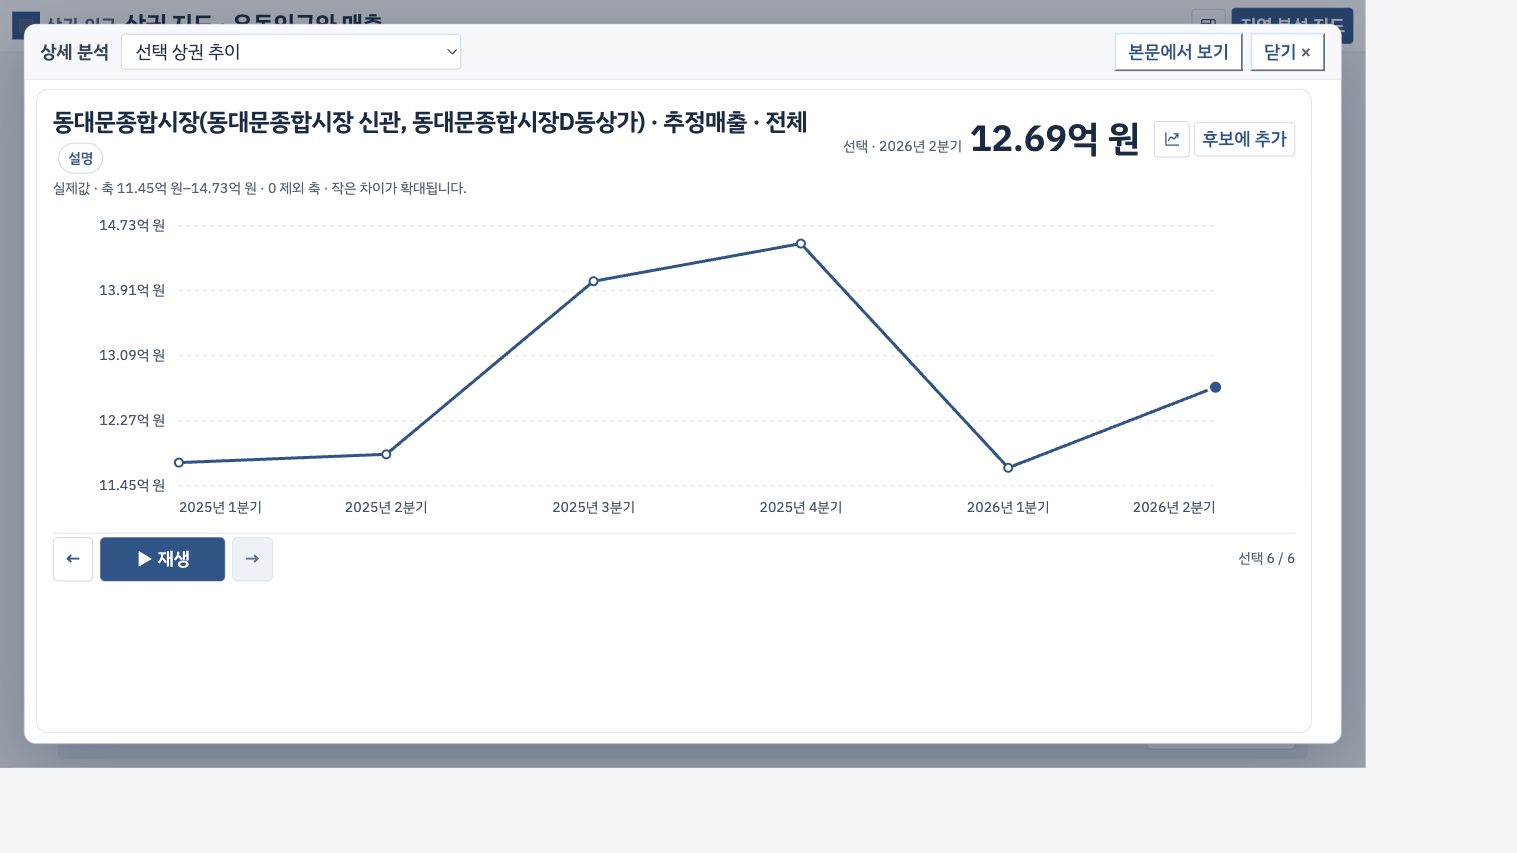 상세 분석
선택 상권 추이
본문에서 보기
닫기 ×
동대문종합시장(동대문종합시장 신관, 동대문종합시장D동상가) · 추정매출 · 전체
설명
선택 · 2026년 2분기 12.69억 원
후보에 추가
실제값 · 축 11.45억 원–14.73억 원 · 0 제외 축 · 작은 차이가 확대됩니다.
14.73억 원
13.91억 원
13.09억 원
12.27억 원
11.45억 원
2025년 1분기 2025년 2분기 2025년 3분기 2025년 4분기 2026년 1분기 2026년 2분기
← ▶ 재생 →
선택 6 / 6